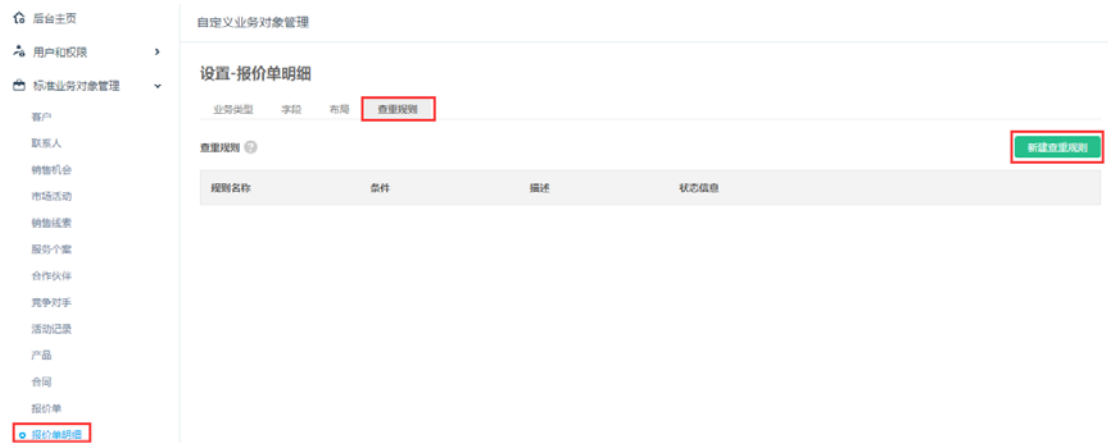 后台主页
用户和权限
标准业务对象管理
客户
联系人
销售机会
市场活动
销售线索
服务个案
合作伙伴
竞争对手
活动记录
产品
合同
报价单
报价单明细
自定义业务对象管理
设置-报价单明细
业务类型 字段 布局 查重规则
查重规则 ?
新建查重规则
规则名称 条件 描述 状态信息